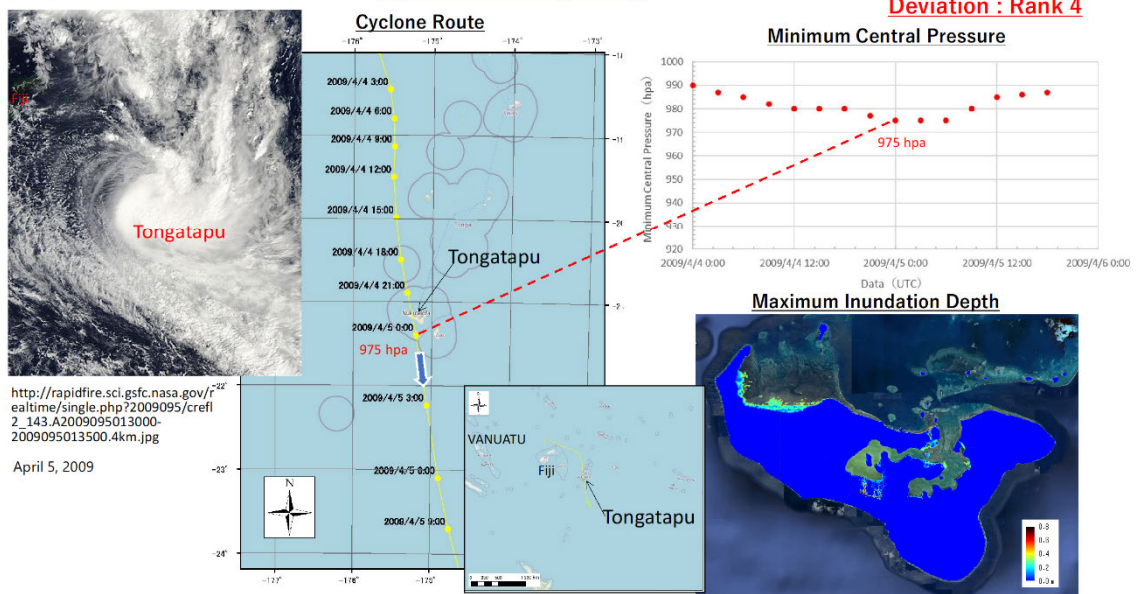 Deviation : Rank 4
Fiji
Tongatapu
http://rapidfire.sci.gsfc.nasa.gov/r
ealtime/single.php?2009095/crefl
2_143.A2009095013000-
2009095013500.4km.jpg
April 5, 2009
Cyclone Route
-176°
-175°
-174°
-173°
2009/4/4 3:00
2009/4/4 6:00
2009/4/4 9:00
2009/4/4 12:00
2009/4/4 15:00
2009/4/4 18:00
2009/4/4 21:00
2009/4/5 0:00
975 hpa
Tongatapu
2009/4/5 3:00
2009/4/5 9:00
-22°
-23°
-24°
-177°
-176°
-175°
VANUATU
Fiji
Tongatapu
Minimum Central Pressure
Minimum Central Pressure (hpa)
1000
990
980
970
960
950
940
930
920
975 hpa
2009/4/4 0:00
2009/4/4 12:00
2009/4/5 0:00
2009/4/5 12:00
2009/4/6 0:00
Data (UTC)
Maximum Inundation Depth
0.8
0.6
0.4
0.2
0.0 m